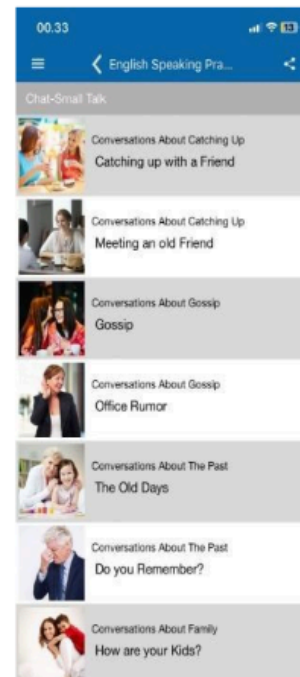 00.33
13
English Speaking Pra...
Chat-Small Talk
Conversations About Catching Up
Catching up with a Friend
Conversations About Catching Up
Meeting an old Friend
Conversations About Gossip
Gossip
Conversations About Gossip
Office Rumor
Conversations About The Past
The Old Days
Conversations About The Past
Do you Remember?
Conversations About Family
How are your Kids?